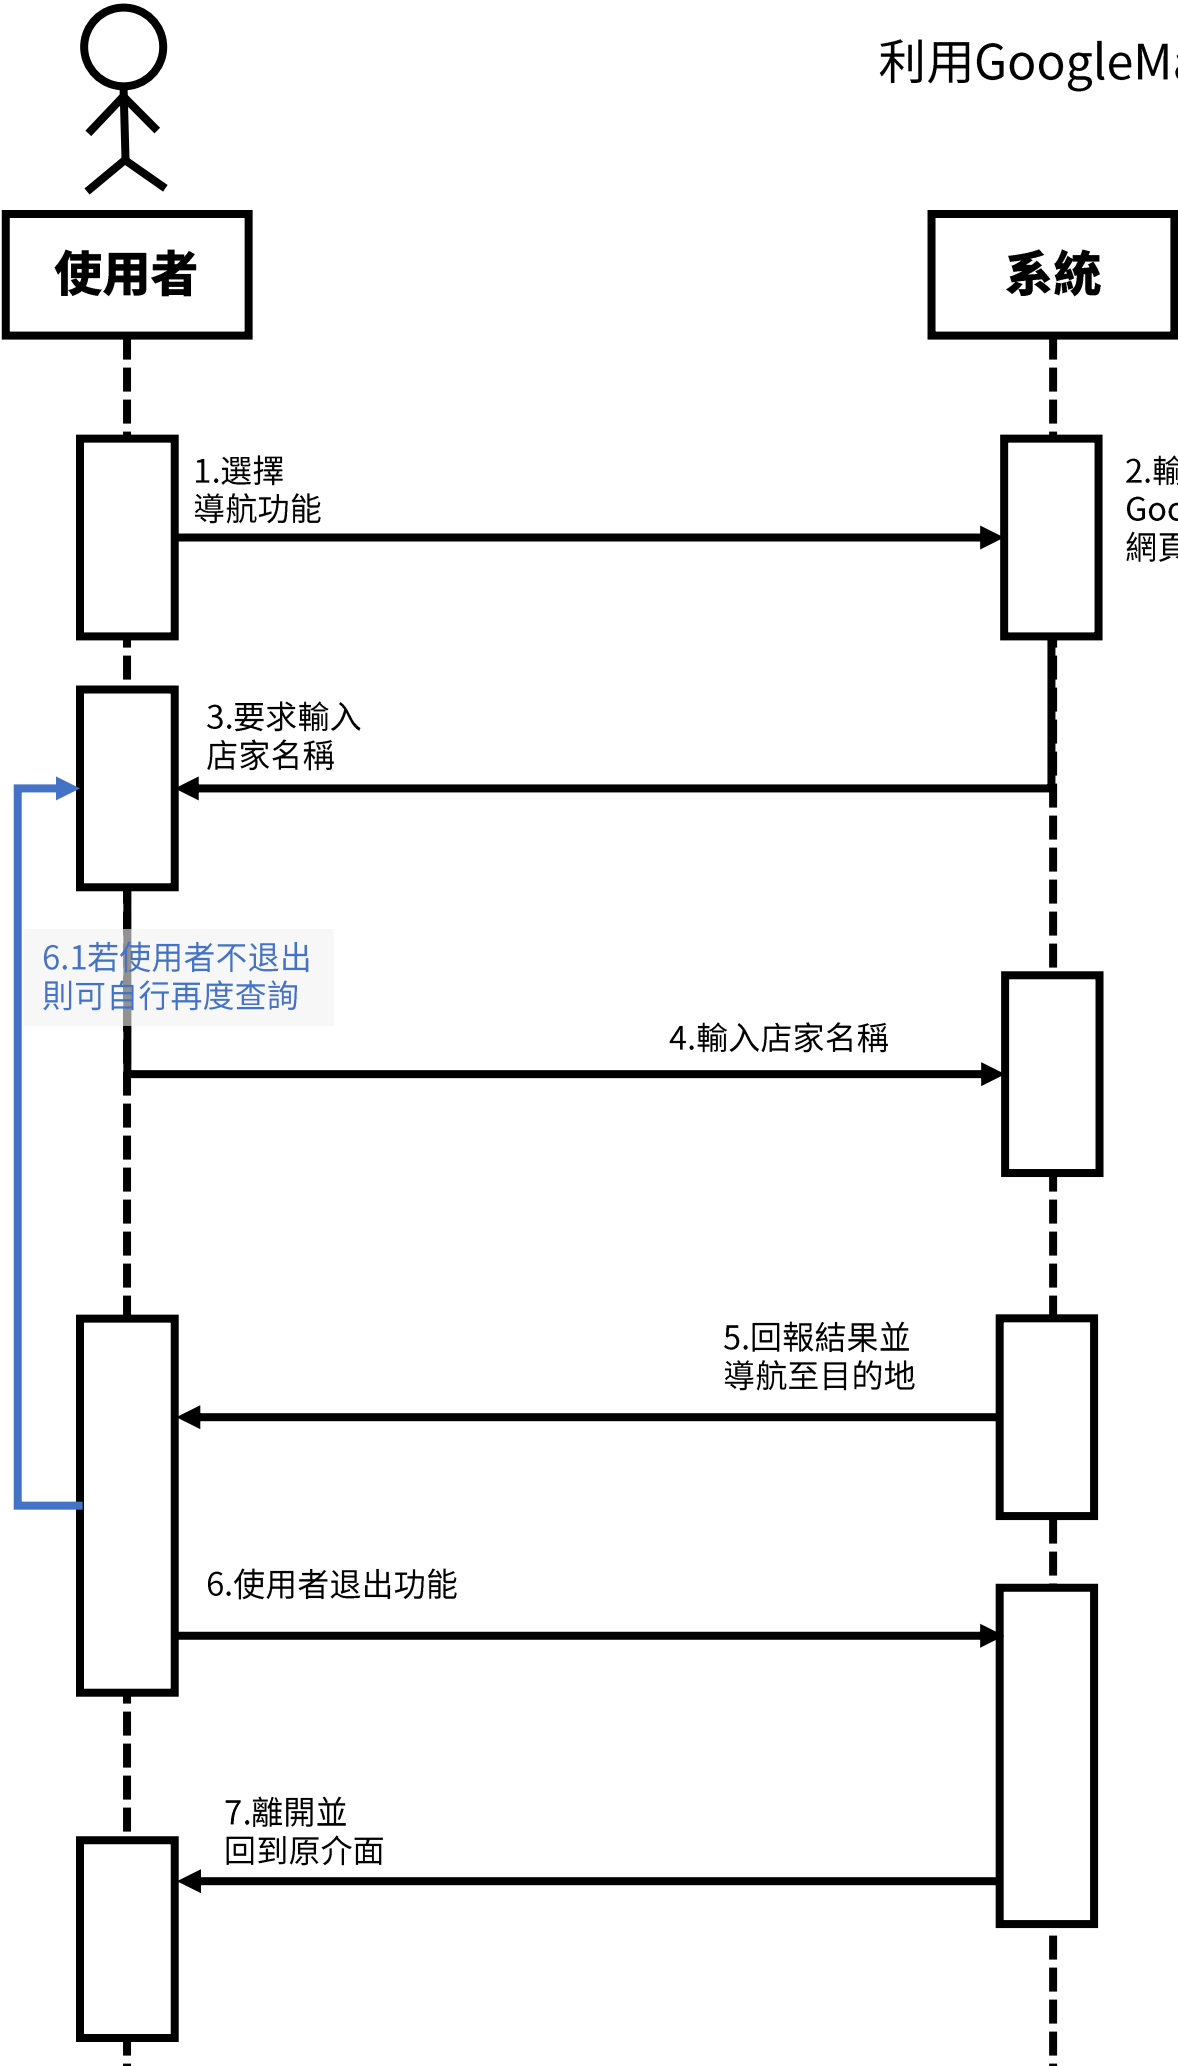 利用GoogleMa
使用者
系統
1.選擇
導航功能
2.輸
Goo
網頁
3.要求輸入
店家名稱
6.1若使用者不退出
則可自行再度查詢
4.輸入店家名稱
5.回報結果並
導航至目的地
6.使用者退出功能
7.離開並
回到原介面